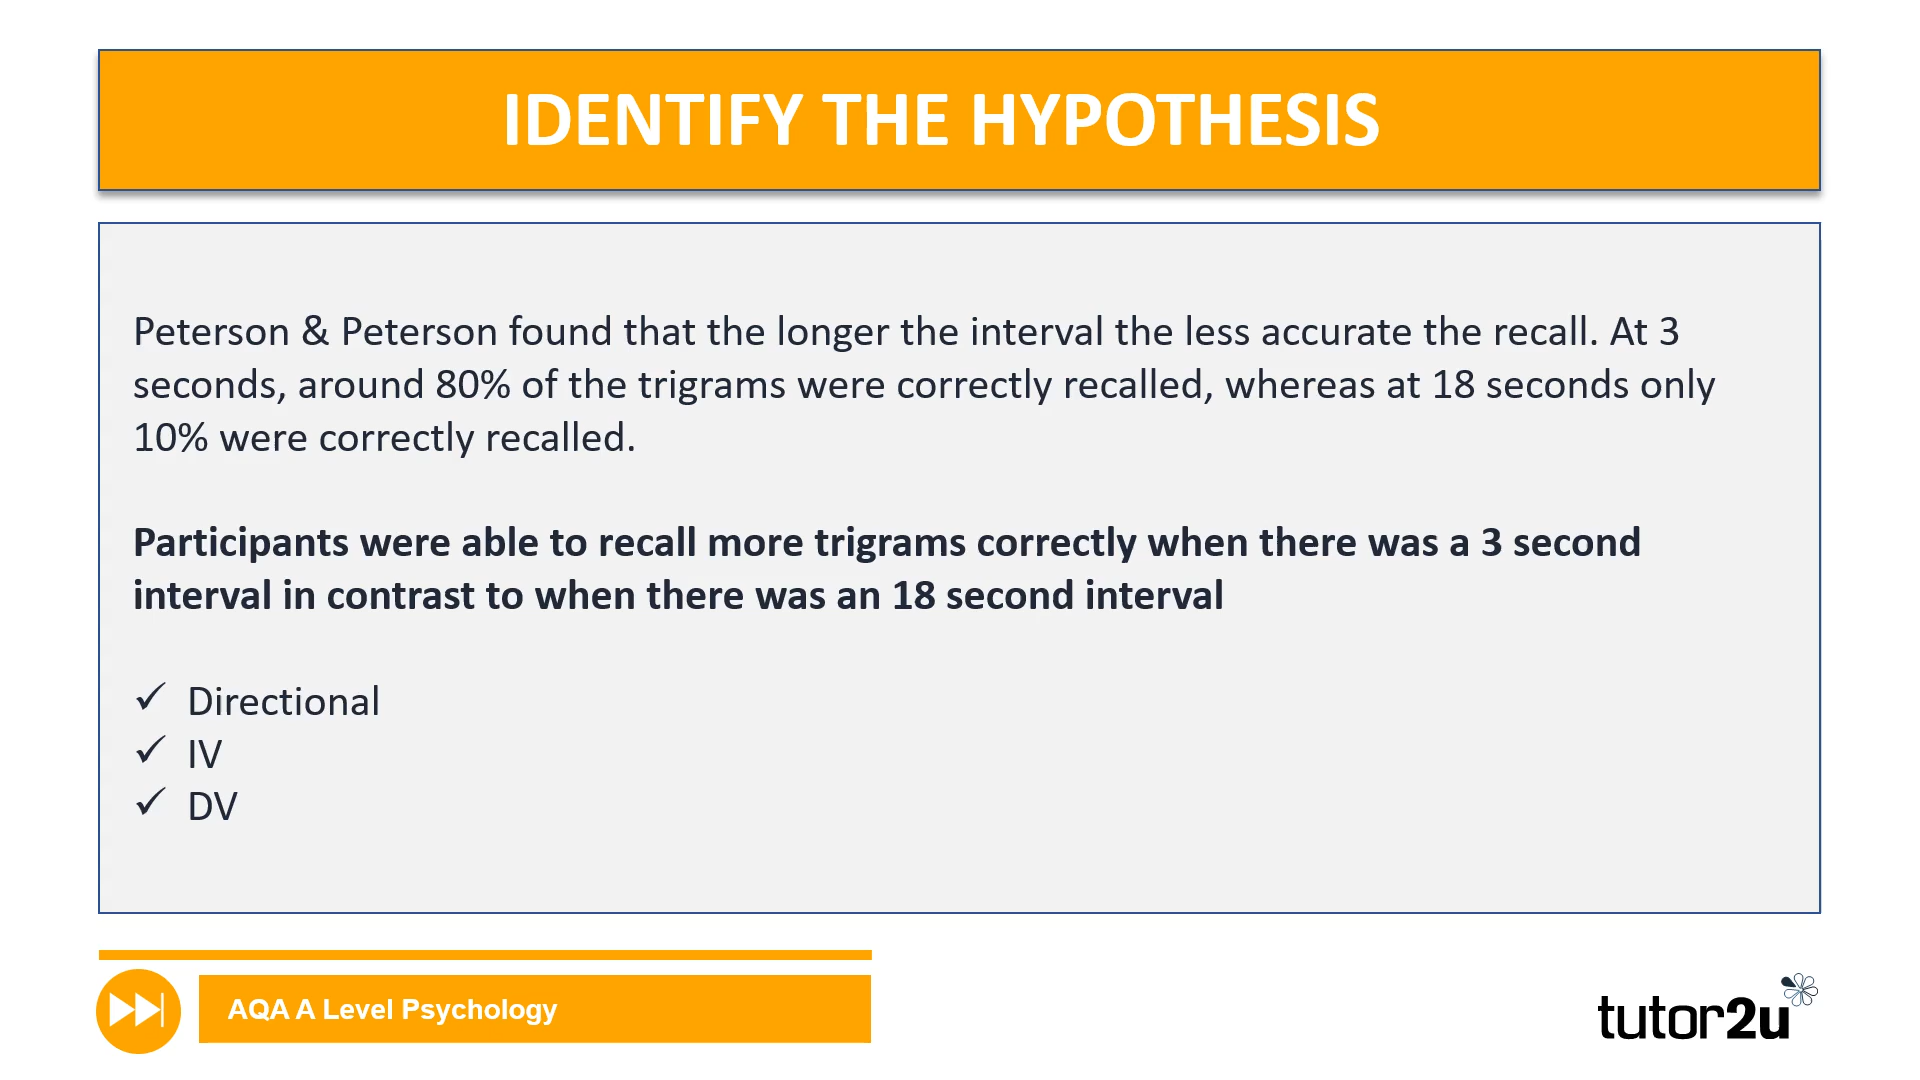 IDENTIFY THE HYPOTHESIS
Peterson & Peterson found that the longer the interval the less accurate the recall. At 3
seconds, around 80% of the trigrams were correctly recalled, whereas at 18 seconds only
10% were correctly recalled.
Participants were able to recall more trigrams correctly when there was a 3 second
interval in contrast to when there was an 18 second interval
✓ Directional
✓ IV
✓ DV
AQA A Level Psychology
tutor2u